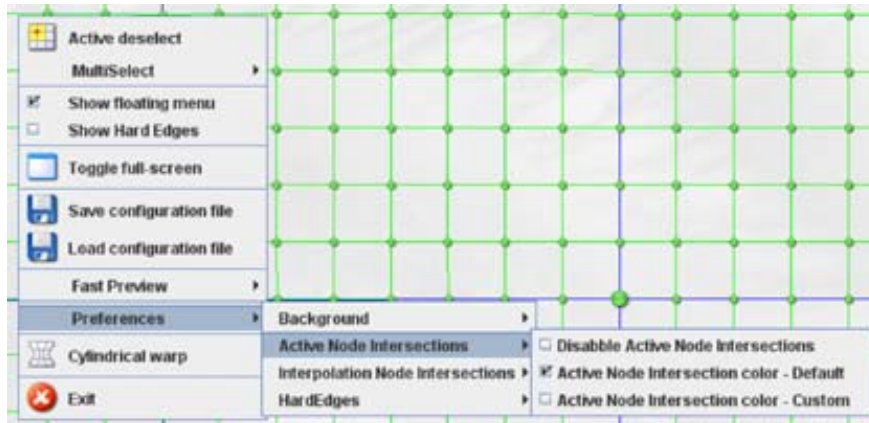 Active deselect
MultiSelect
Show floating menu
Show Hard Edges
Toggle full-screen
Save configuration file
Load configuration file
Fast Preview
Preferences
Cylindrical warp
Exit
Background
Active Node Intersections
Interpolation Node Intersections
HardEdges
Disabble Active Node Intersections
Active Node Intersection color - Default
Active Node Intersection color - Custom